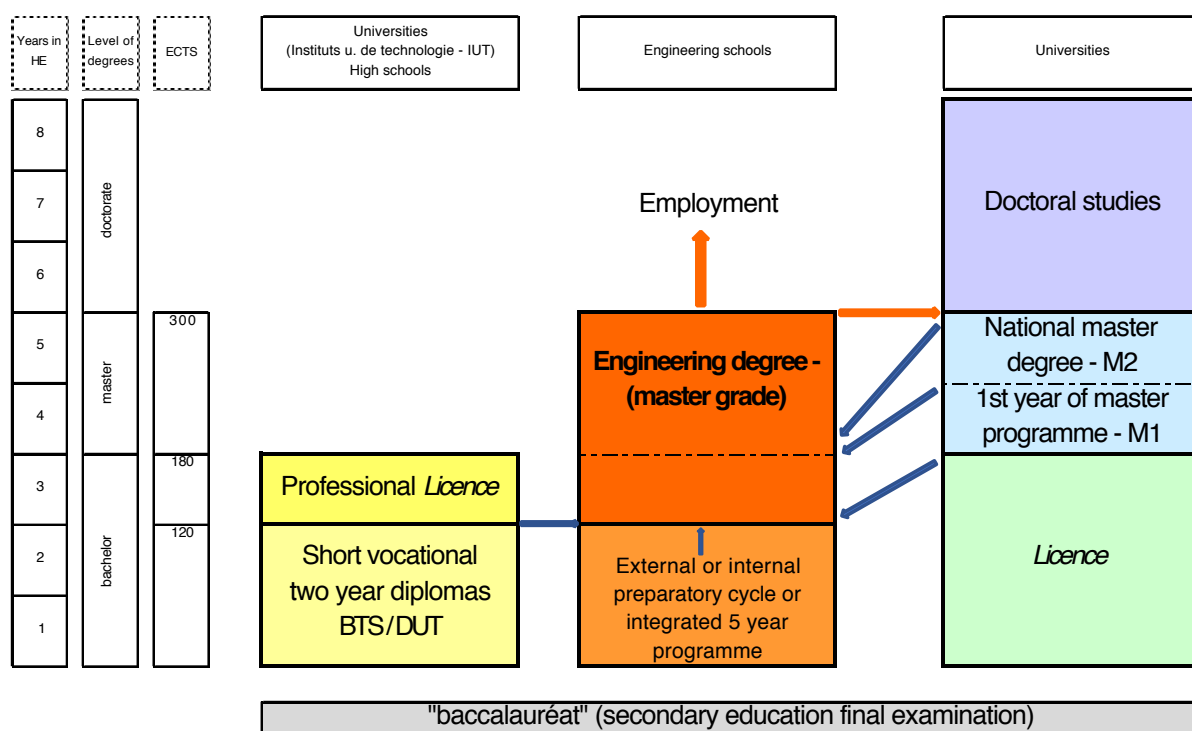 Years in
HE
Level of
degrees
ECTS
Universities
(Instituts u. de technologie - IUT)
High schools
Engineering schools
Universities
8
7
6
5
4
3
2
1
doctorate
master
bachelor
300
180
120
Professional Licence
Short vocational
two year diplomas
BTS/DUT
Employment
Engineering degree -
(master grade)
External or internal
preparatory cycle or
integrated 5 year
programme
Doctoral studies
National master
degree - M2
1st year of master
programme - M1
Licence
"baccalauréat" (secondary education final examination)